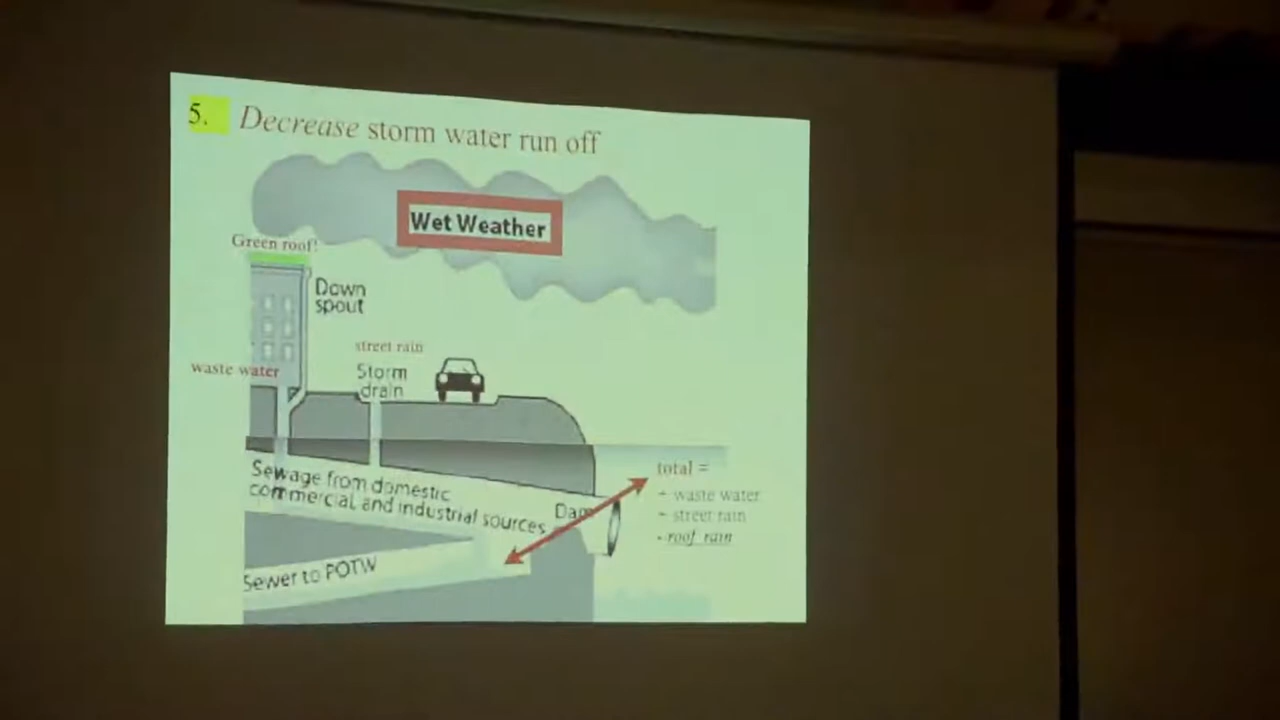 5. Decrease storm water run off
Wet Weather
Green roof!
Down
spout
street rain
waste water
Storm
drain
Sewage from domestic
commercial, and industrial sources
Dam
total =
+ waste water
+ street rain
- roof rain
Sewer to POTW